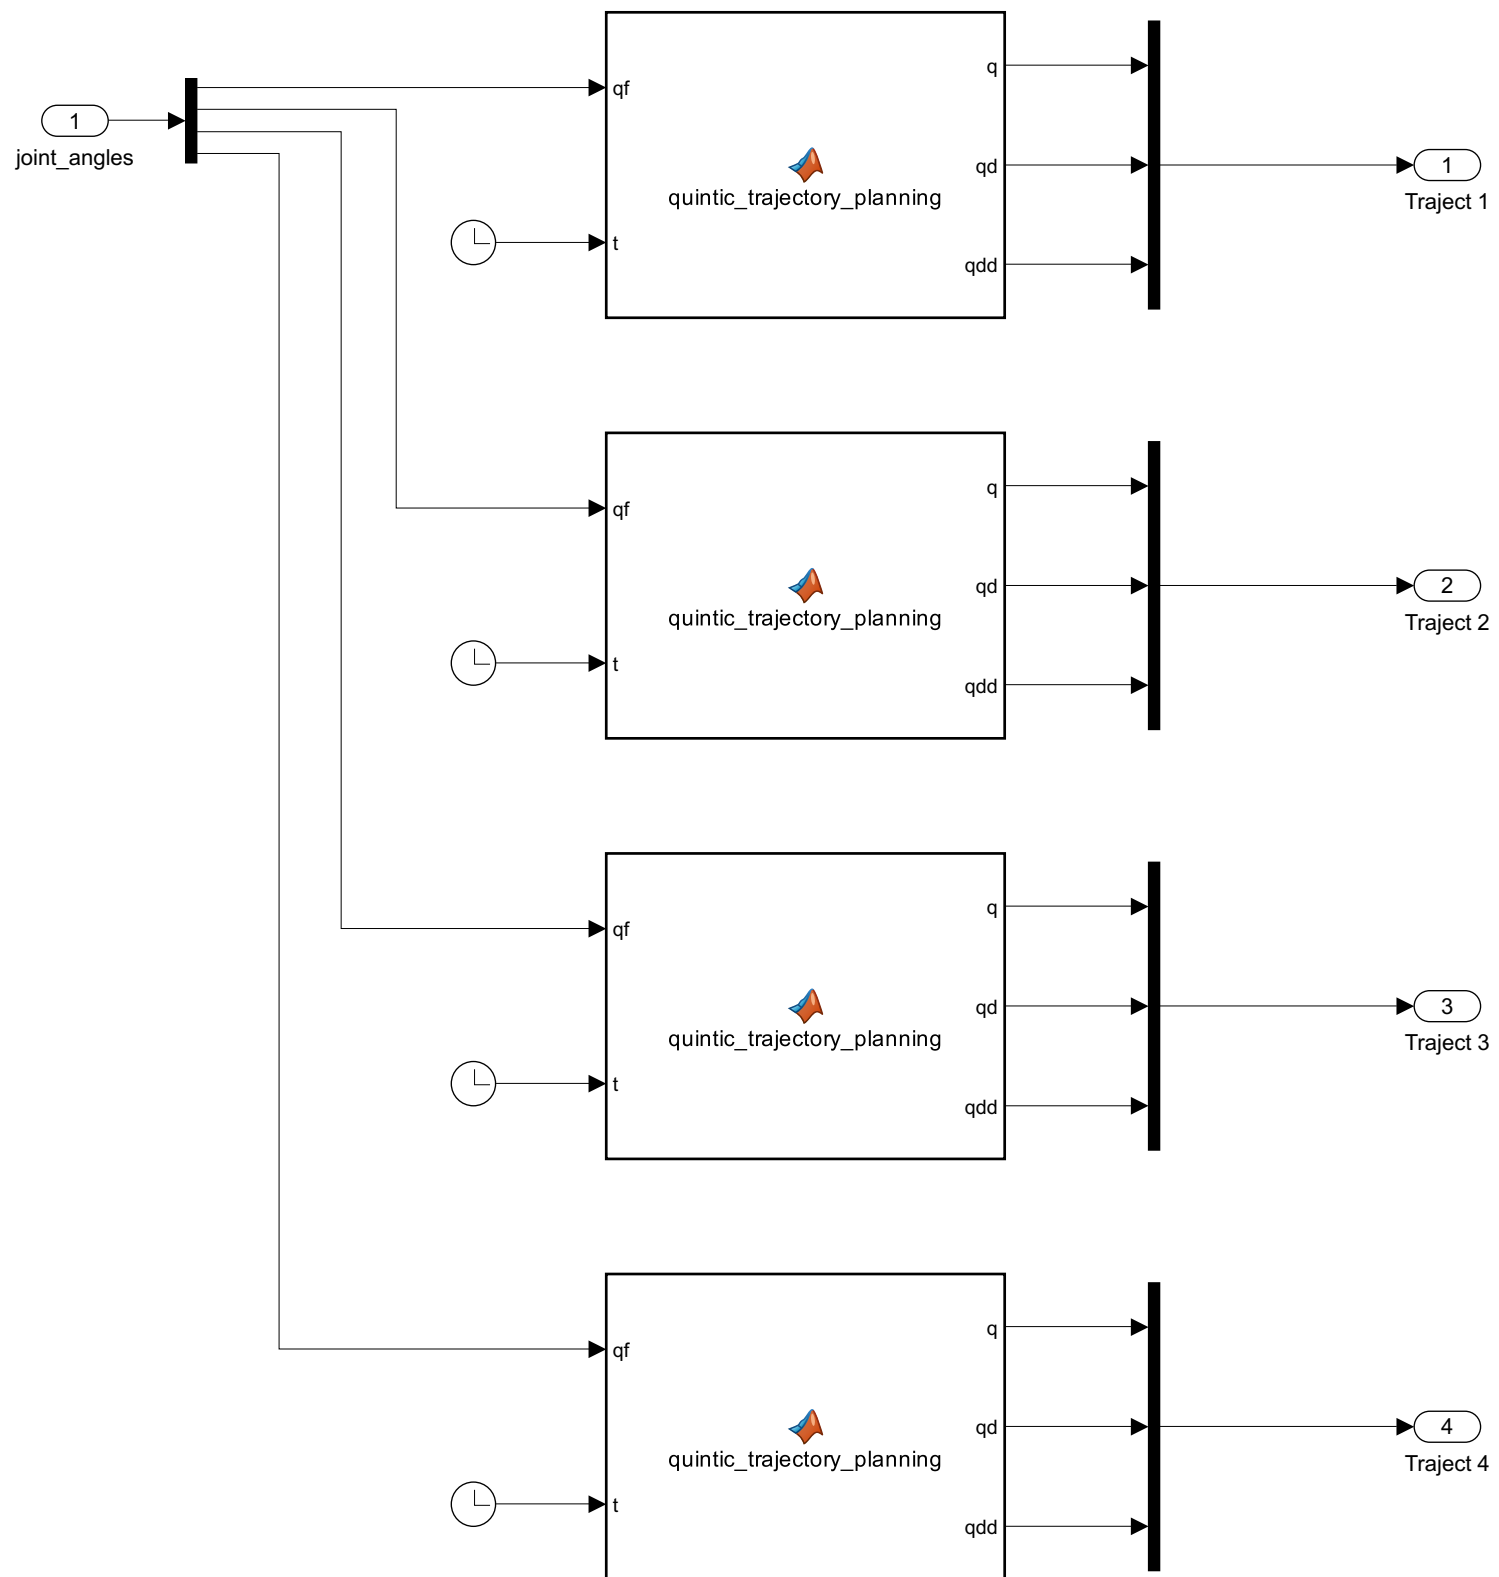 q
qf
1
joint_angles
qd
1
quintic_trajectory_planning
Traject 1
t
qdd
q
qf
qd
2
quintic_trajectory_planning
Traject 2
t
qdd
q
qf
qd
3
quintic_trajectory_planning
Traject 3
t
qdd
q
qf
qd
4
quintic_trajectory_planning
Traject 4
t
qdd